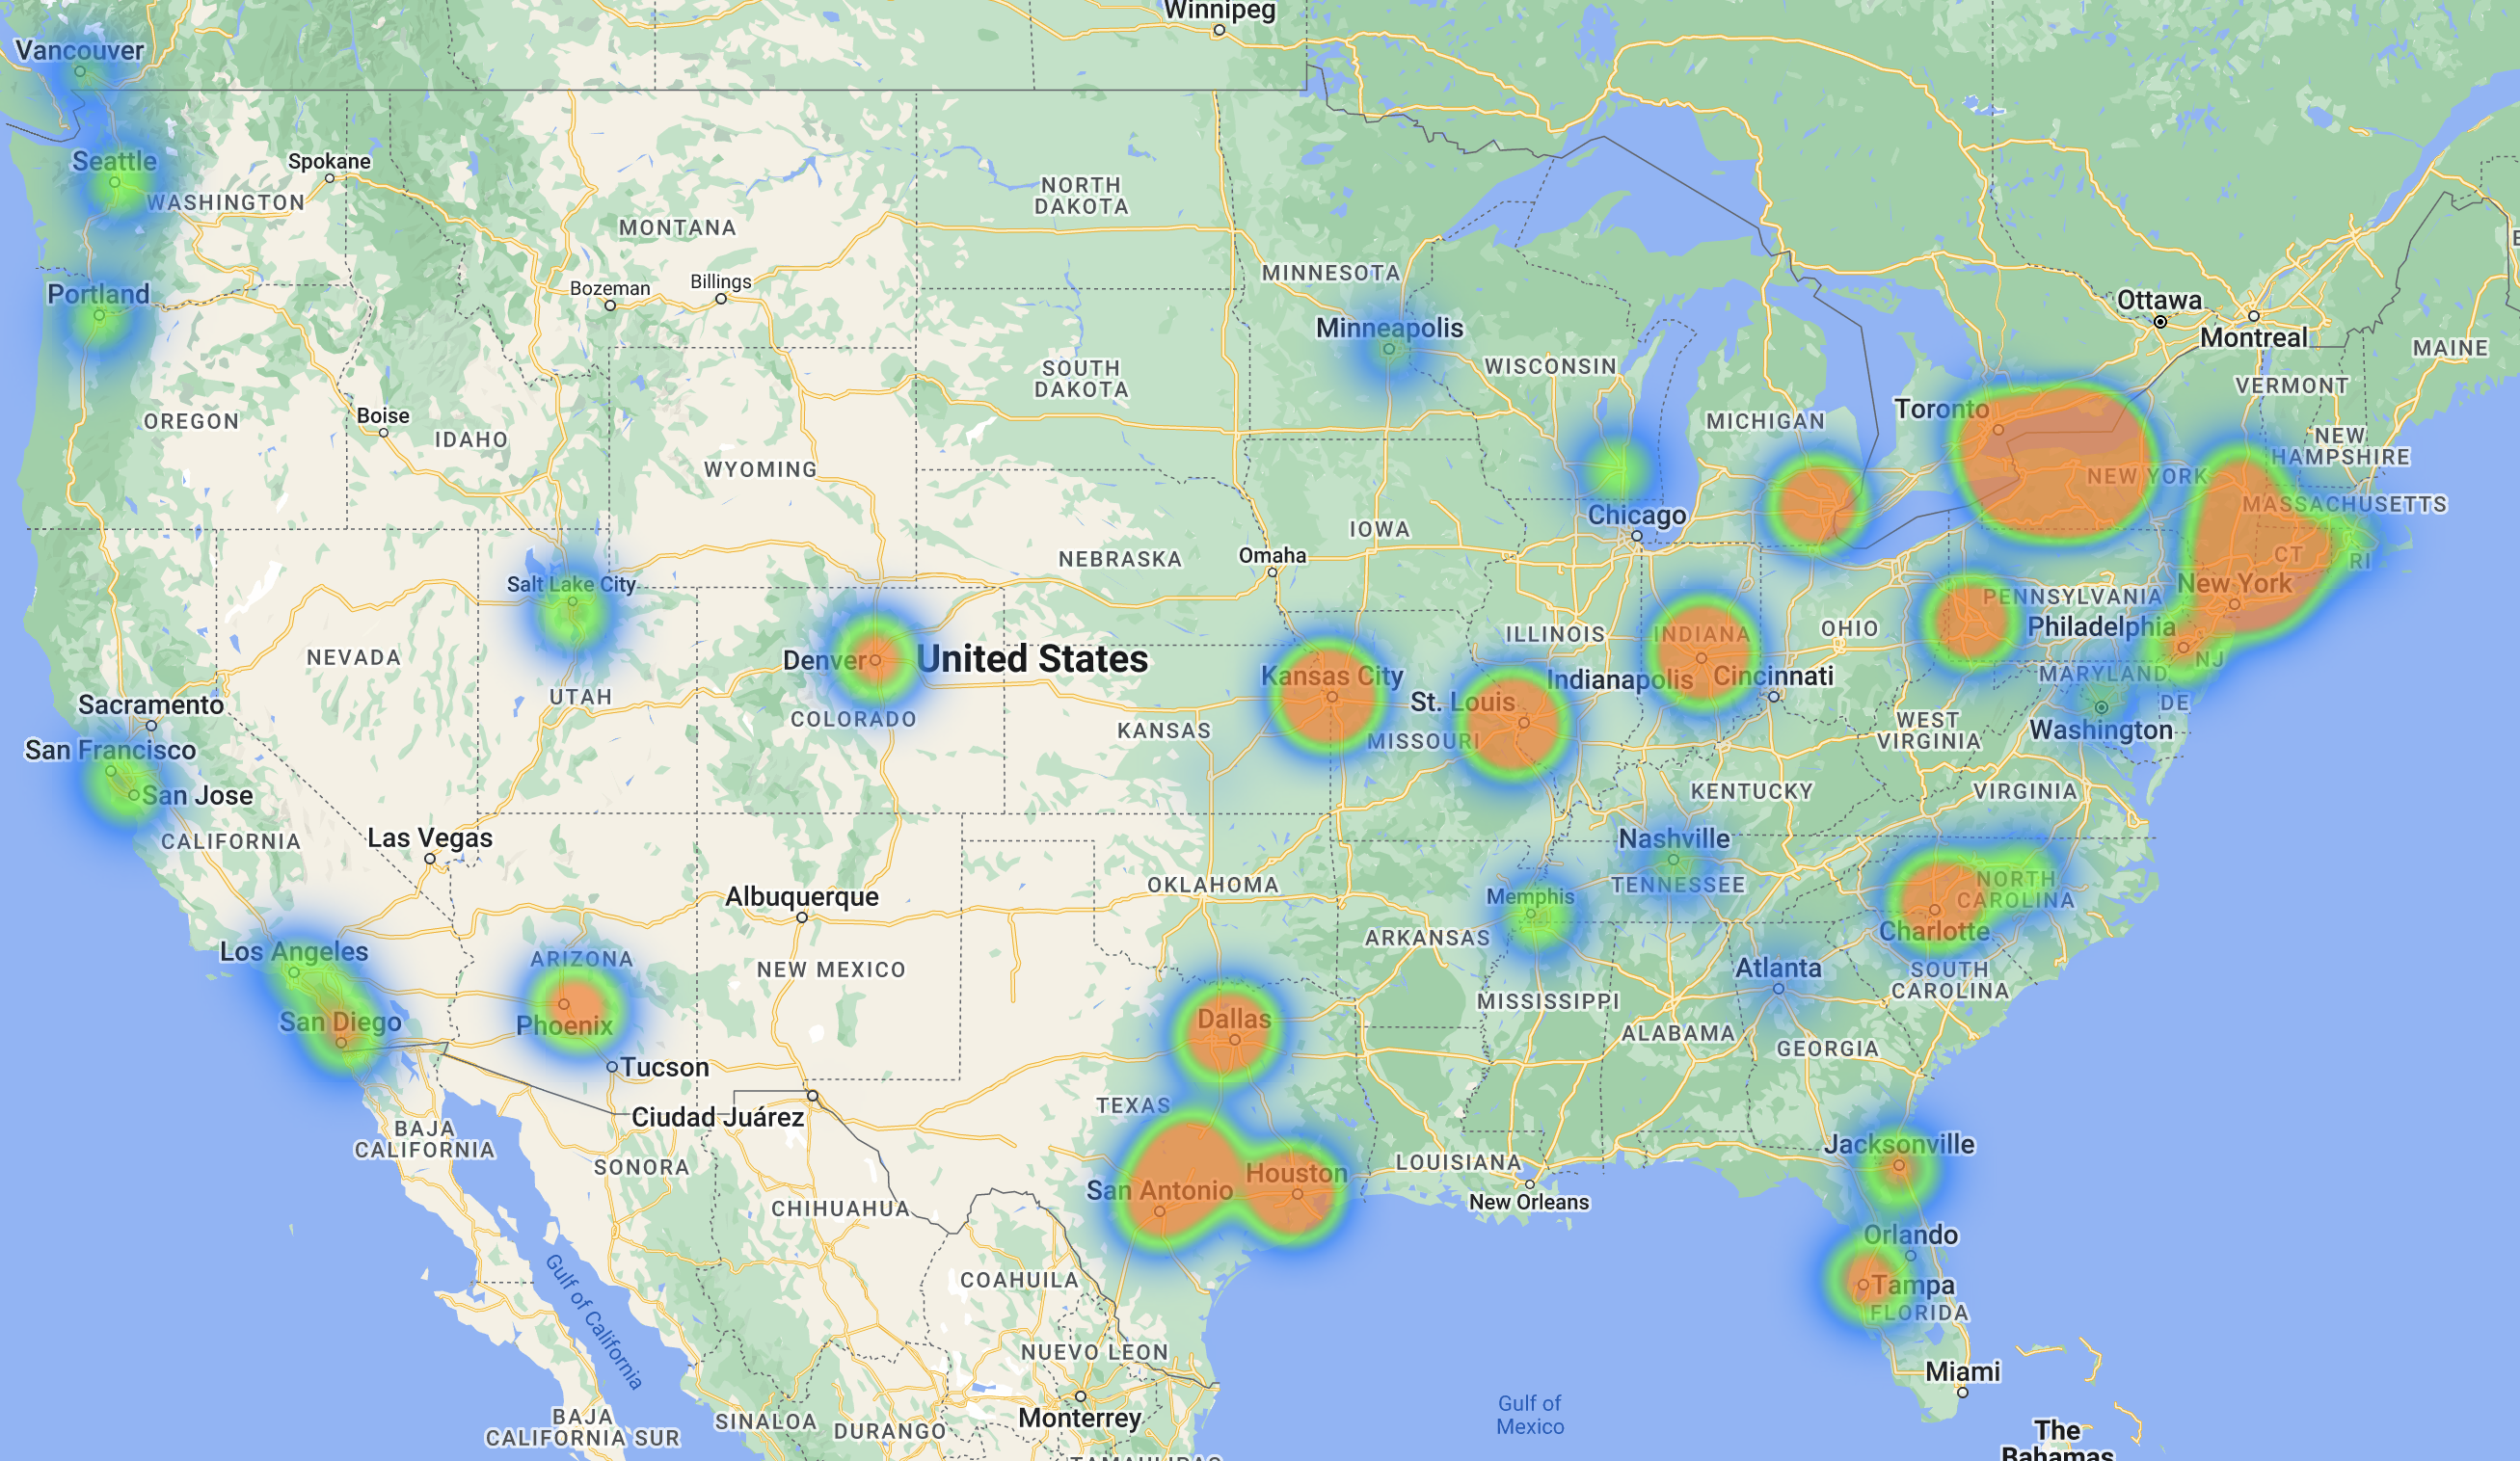 Winnipeg
Vancouver
Seattle
Spokane
WASHINGTON
NORTH
DAKOTA
MONTANA
MINNESOTA
Billings
Bozeman
Portland
Ottawa
Montreal
MAINE
Minneapolis
WISCONSIN
SOUTH
DAKOTA
VERMONT
Toronto
MICHIGAN
OREGON
Boise
IDAHO
NEW
HAMPSHIRE
WYOMING
NEW YORK
MASSACHUSETTS
Chicago
IOWA
Omaha
NEBRASKA
CT
RI
New York
Salt Lake City
PENNSYLVANIA
Philadelphia
OHIO
INDIANA
ILLINOIS
NEVADA
Denver
United States
NJ
MARYLAND
Kansas City
Indianapolis
Cincinnati
UTAH
St. Louis
DE
Sacramento
COLORADO
KANSAS
MISSOURI
WEST
VIRGINIA
Washington
San Francisco
San Jose
KENTUCKY
VIRGINIA
CALIFORNIA
Las Vegas
Nashville
TENNESSEE
NORTH
CAROLINA
OKLAHOMA
Memphis
Albuquerque
Charlotte
ARKANSAS
Los Angeles
ARIZONA
NEW MEXICO
Atlanta
SOUTH
CAROLINA
MISSISSIPPI
San Diego
Phoenix
Dallas
ALABAMA
GEORGIA
Tucson
TEXAS
Ciudad Juárez
BAJA
CALIFORNIA
Jacksonville
SONORA
LOUISIANA
Houston
San Antonio
New Orleans
CHIHUAHUA
Orlando
COAHUILA
Tampa
FLORIDA
Gulf of California
NUEVO LEON
Miami
Gulf of
Mexico
Monterrey
BAJA
CALIFORNIA SUR
SINALOA
DURANGO
The
Bahamas